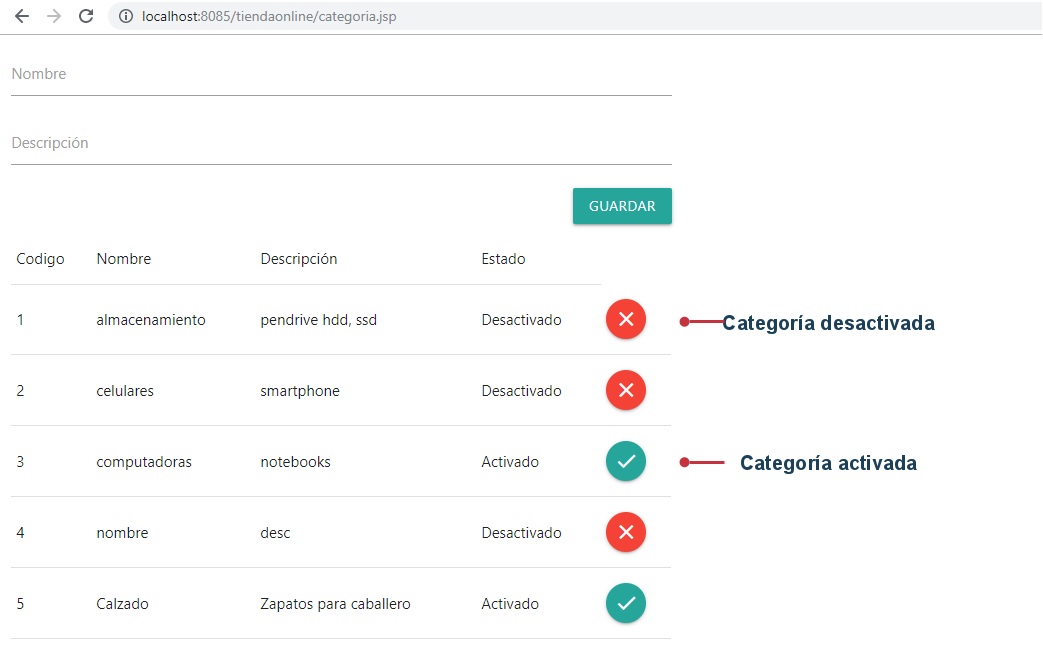 localhost:8085/tiendaonline/categoria.jsp
Nombre
Descripción
GUARDAR
Codigo Nombre Descripción Estado
1 almacenamiento pendrive hdd, ssd Desactivado Categoría desactivada
2 celulares smartphone Desactivado
3 computadoras notebooks Activado Categoría activada
4 nombre desc Desactivado
5 Calzado Zapatos para caballero Activado